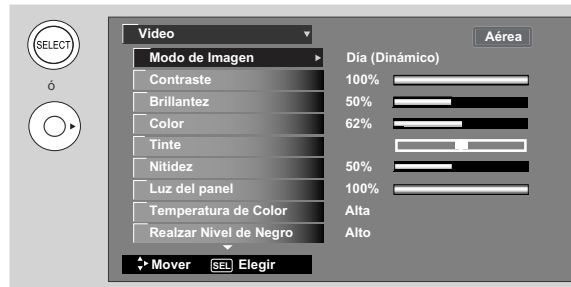 SELECT
ó
Video
Aérea
Modo de Imagen Día (Dinámico)
Contraste 100%
Brillantez 50%
Color 62%
Tinte
Nitidez 50%
Luz del panel 100%
Temperatura de Color Alta
Realzar Nivel de Negro Alto
Mover SEL Elegir